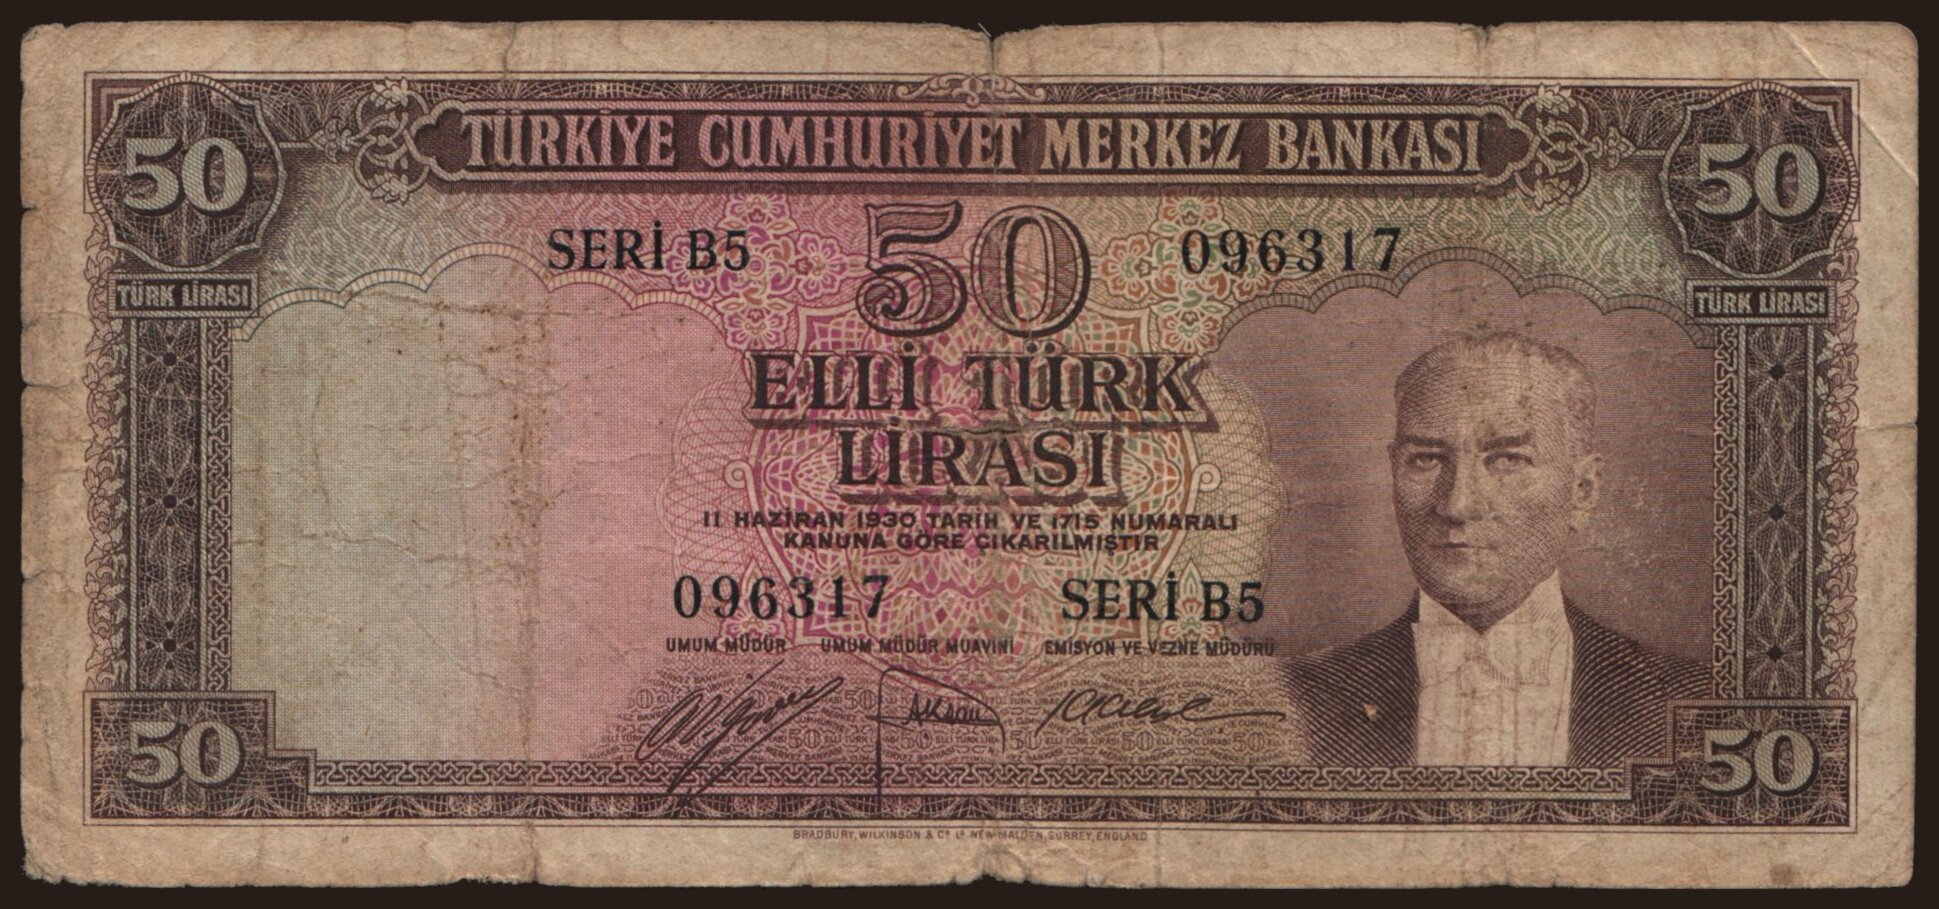 TÜRKİYE CUMHURİYET MERKEZ BANKASI
50
50
TÜRK LİRASI
TÜRK LİRASI
SERİ B5
50
096317
ELLİ TÜRK
LİRASI
11 HAZİRAN 1930 TARİH VE 1715 NUMARALI
KANUNA GÖRE ÇIKARILMIŞTIR
096317
SERİ B5
UMUM MÜDÜR
UMUM MÜDÜR MUAVİNİ
EMİSYON VE VEZNE MÜDÜRÜ
50
50
BRADBURY, WILKINSON & Cº Lᴰ NEW MALDEN, SURREY, ENGLAND